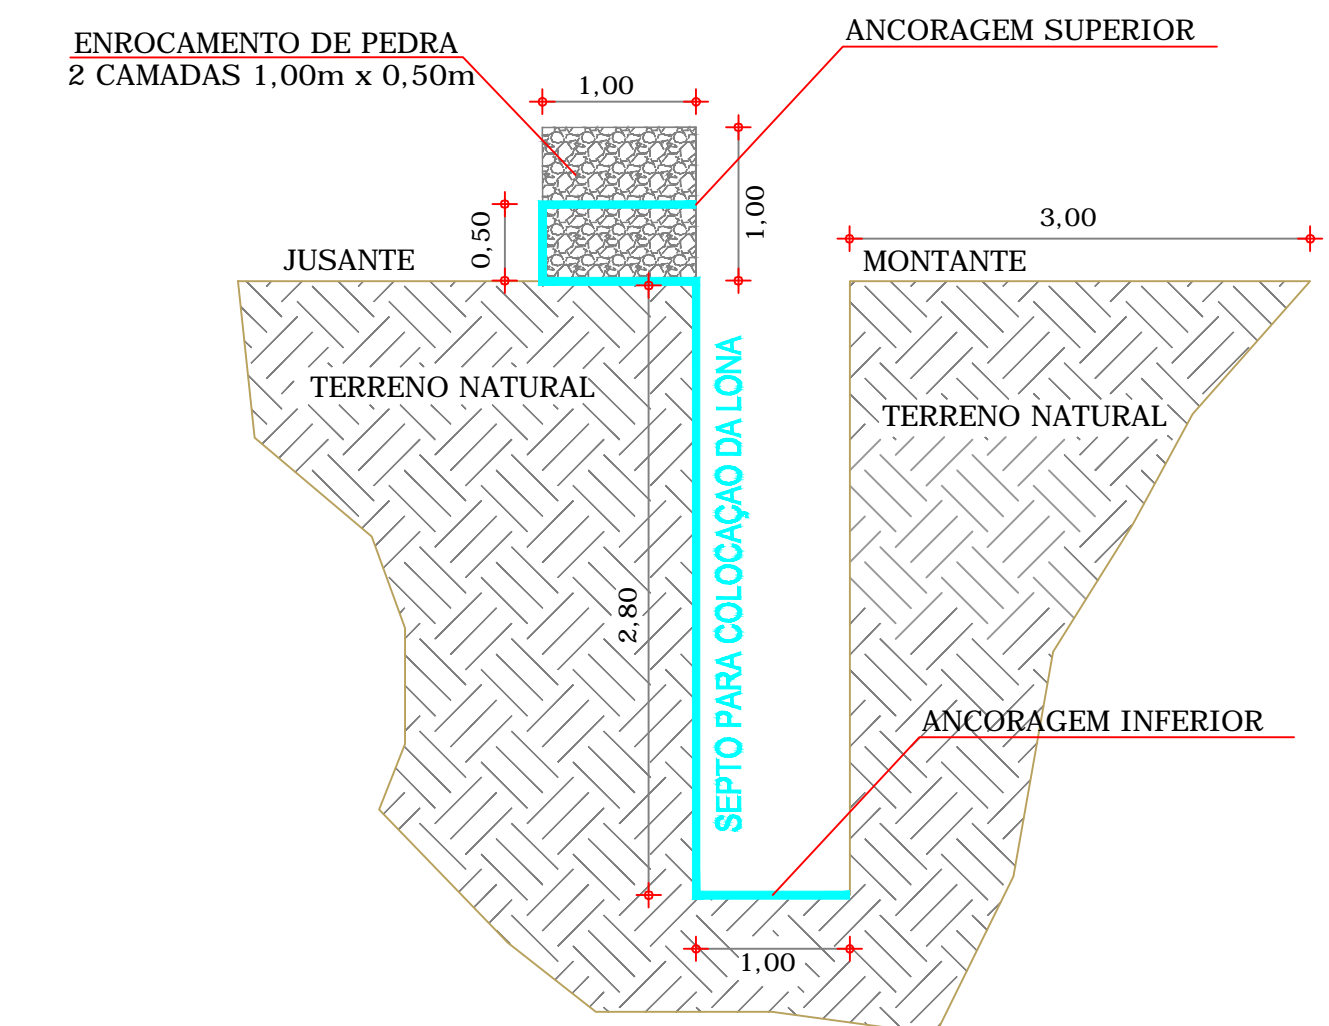 ENROCAMENTO DE PEDRA
2 CAMADAS 1,00m x 0,50m
ANCORAGEM SUPERIOR
1,00
0,50
1,00
3,00
JUSANTE
MONTANTE
TERRENO NATURAL
TERRENO NATURAL
SEPTO PARA COLOCAÇAO DA LONA
2,80
ANCORAGEM INFERIOR
1,00